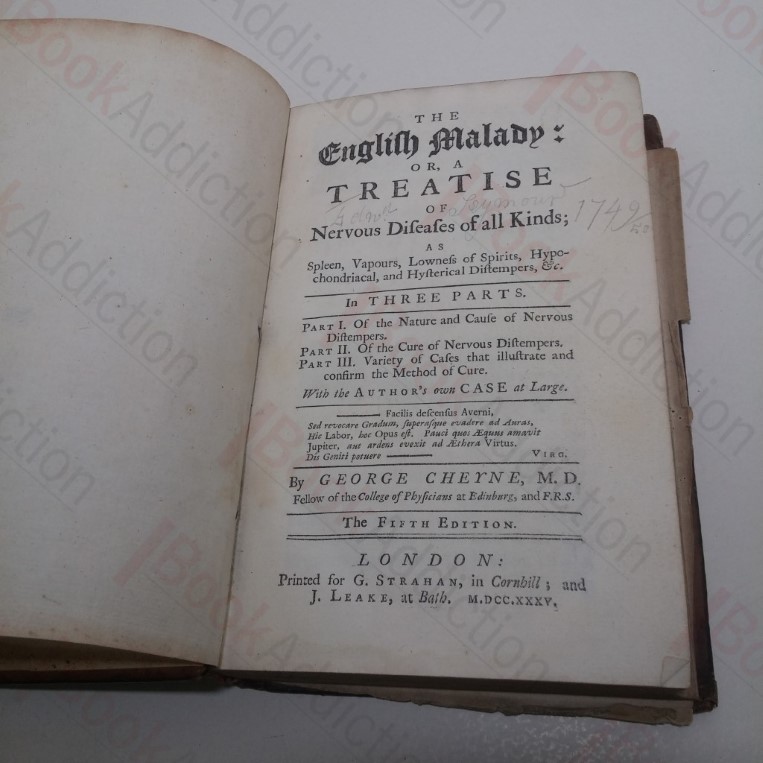 THE
Engliſh Malady:
OR, A
TREATISE
OF
Nervous Diſeaſes of all Kinds;
AS
Spleen, Vapours, Lowneſs of Spirits, Hypo-
chondriacal, and Hyſterical Diſtempers, &c.
In THREE PARTS.
PART I. Of the Nature and Cauſe of Nervous
Diſtempers.
PART II. Of the Cure of Nervous Diſtempers.
PART III. Variety of Caſes that illuſtrate and
confirm the Method of Cure.
With the AUTHOR's own CASE at Large.
——— Facilis deſcenſus Averni,
Sed revocare Gradum, ſuperaſque evadere ad Auras,
Hic Labor, hoc Opus eſt. Pauci quos Æquus amavit
Jupiter, aut ardens evexit ad Æthera Virtus.
Dis Geniti potuere ——— VIRG.
By GEORGE CHEYNE, M. D.
Fellow of the College of Phyſicians at Edinburg, and F.R.S.
The FIFTH EDITION.
LONDON:
Printed for G. STRAHAN, in Cornhill; and
J. LEAKE, at Bath. M.DCC.XXXV.
Seymour 1749/
Book Addiction